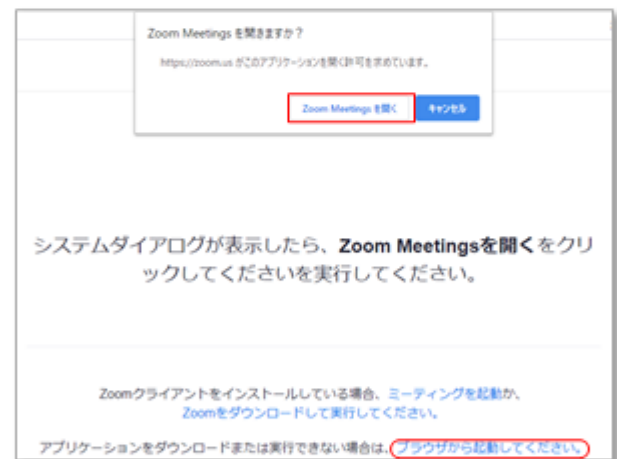 Zoom Meetings を開きますか？
https://zoom.us がこのアプリケーションを開く許可を求めています。
Zoom Meetings を開く キャンセル
システムダイアログが表示したら、Zoom Meetingsを開くをクリ
ックしてくださいを実行してください。
Zoomクライアントをインストールしている場合、ミーティングを起動か、
Zoomをダウンロードして実行してください。
アプリケーションをダウンロードまたは実行できない場合は、ブラウザから起動してください。